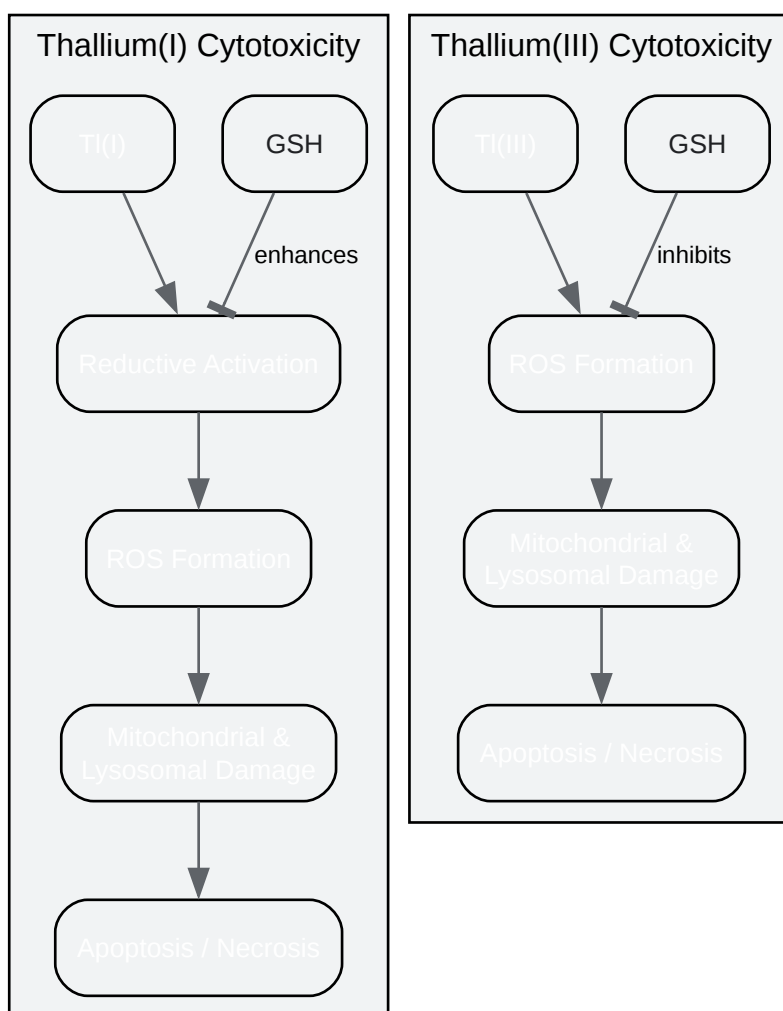 Thallium(I) Cytotoxicity
Tl(I)
GSH
enhances
Reductive Activation
ROS Formation
Mitochondrial &
Lysosomal Damage
Apoptosis / Necrosis
Thallium(III) Cytotoxicity
Tl(III)
GSH
inhibits
ROS Formation
Mitochondrial &
Lysosomal Damage
Apoptosis / Necrosis